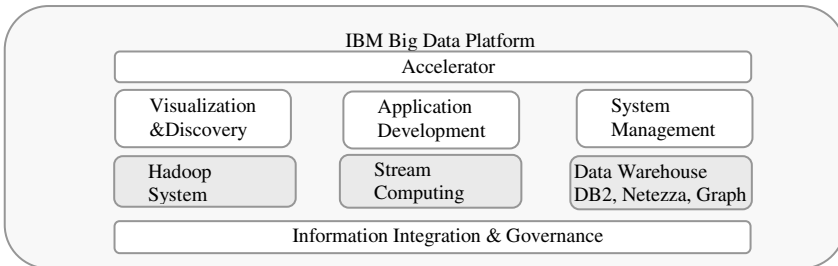 IBM Big Data Platform
Accelerator
Visualization
&Discovery
Application
Development
System
Management
Hadoop
System
Stream
Computing
Data Warehouse
DB2, Netezza, Graph
Information Integration & Governance